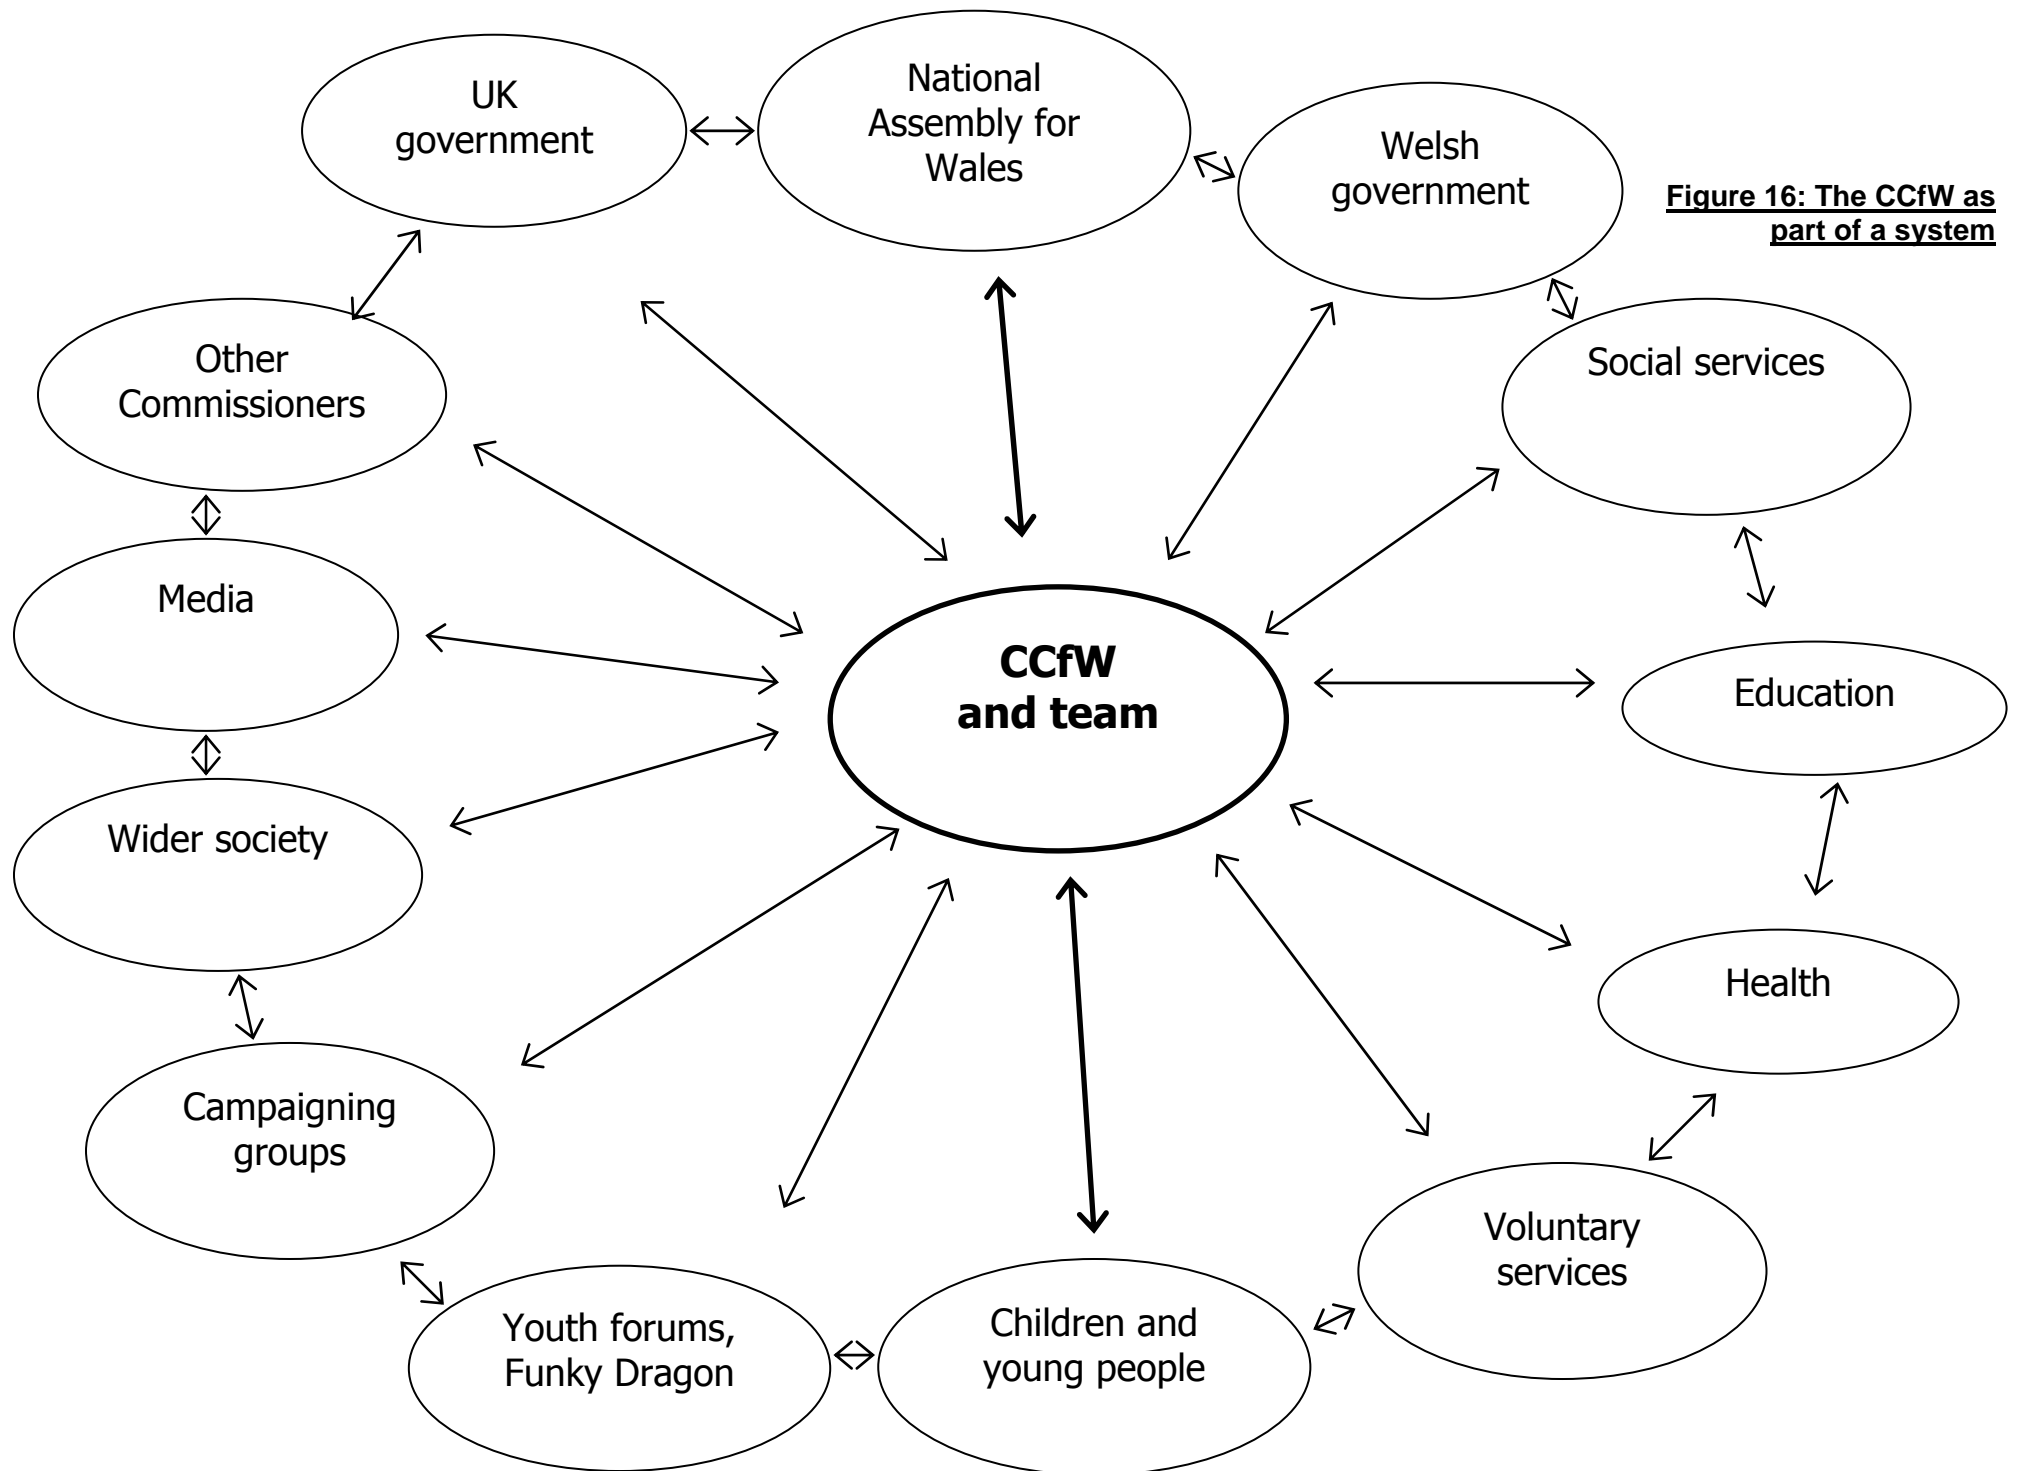 UK
government
National
Assembly for
Wales
Welsh
government
Figure 16: The CCfW as
part of a system
Other
Commissioners
Social services
Media
CCfW
and team
Education
Wider society
Health
Campaigning
groups
Voluntary
services
Youth forums,
Funky Dragon
Children and
young people